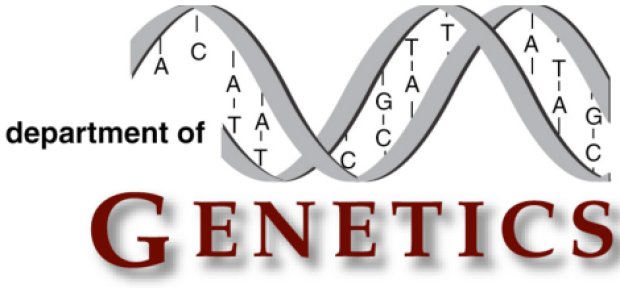 A C A T A T C G C T A T A T A G C
department of
GENETICS